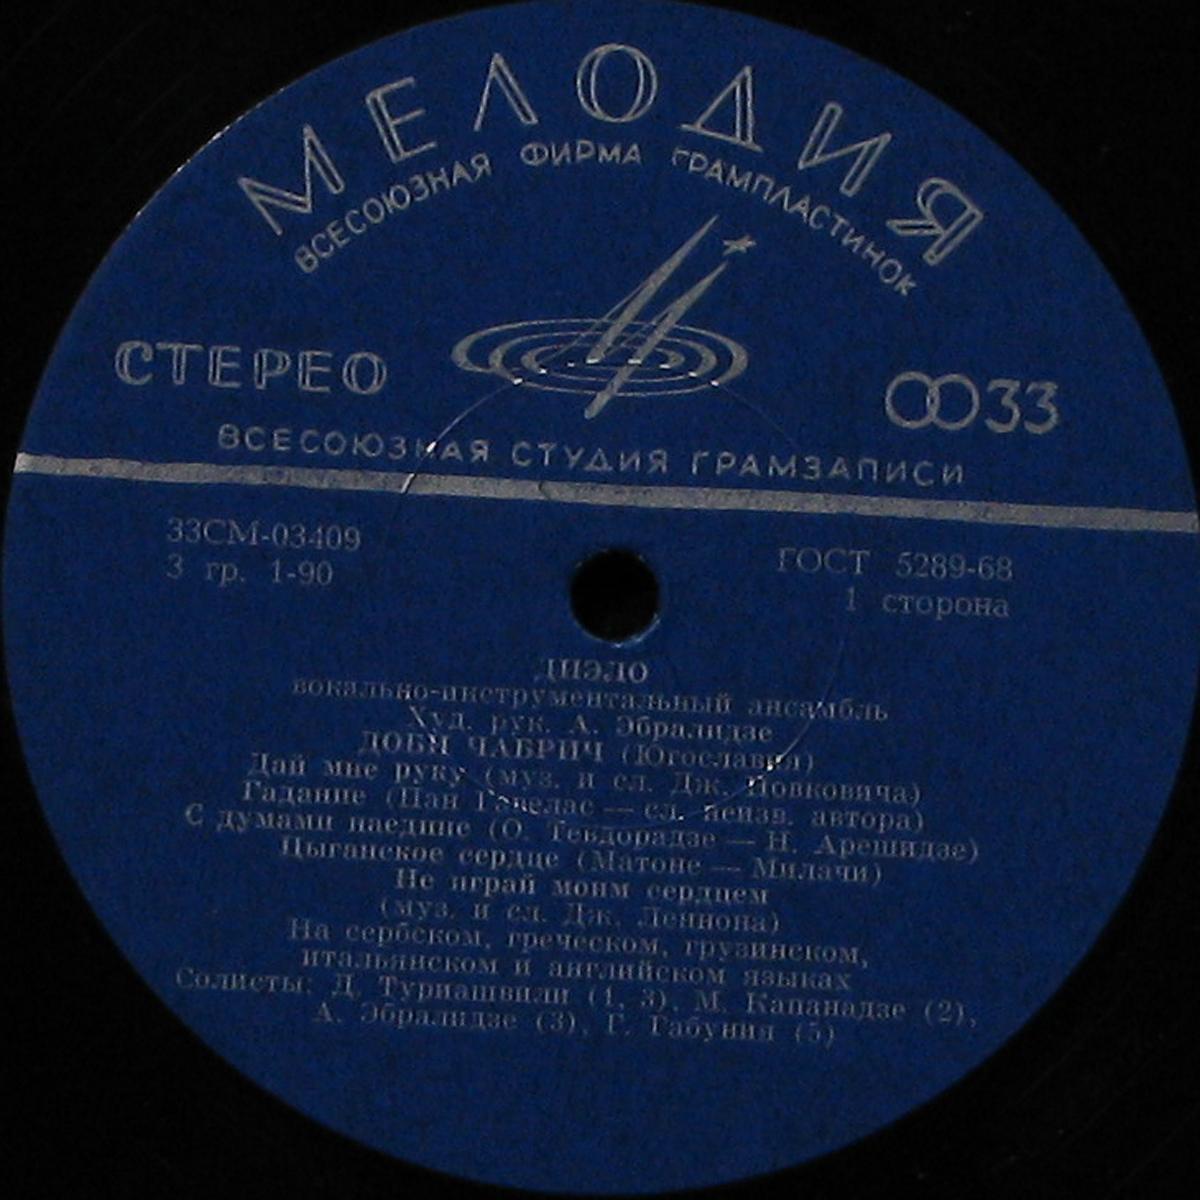 МЕЛОДИЯ
ВСЕСОЮЗНАЯ ФИРМА ГРАМПЛАСТИНОК
СТЕРЕО
33
ВСЕСОЮЗНАЯ СТУДИЯ ГРАМЗАПИСИ
33СМ-03409
3 гр. 1-90
ГОСТ 5289-68
1 сторона
ДИЭЛО
вокально-инструментальный ансамбль
Худ. рук. А. Эбралидзе
ДОБИ ЧАБРИЧ (Югославия)
Дай мне руку (муз. и сл. Дж. Йовковича)
Гадание (Пан Гавелас — сл. неизв. автора)
С думами наедине (О. Тевдорадзе — Н. Арешидзе)
Цыганское сердце (Матоне — Милачи)
Не играй моим сердцем
(муз. и сл. Дж. Леннона)
На сербском, греческом, грузинском,
итальянском и английском языках
Солисты: Д. Туриашвили (1, 3), М. Капанадзе (2),
А. Эбралидзе (3), Г. Габуния (5)